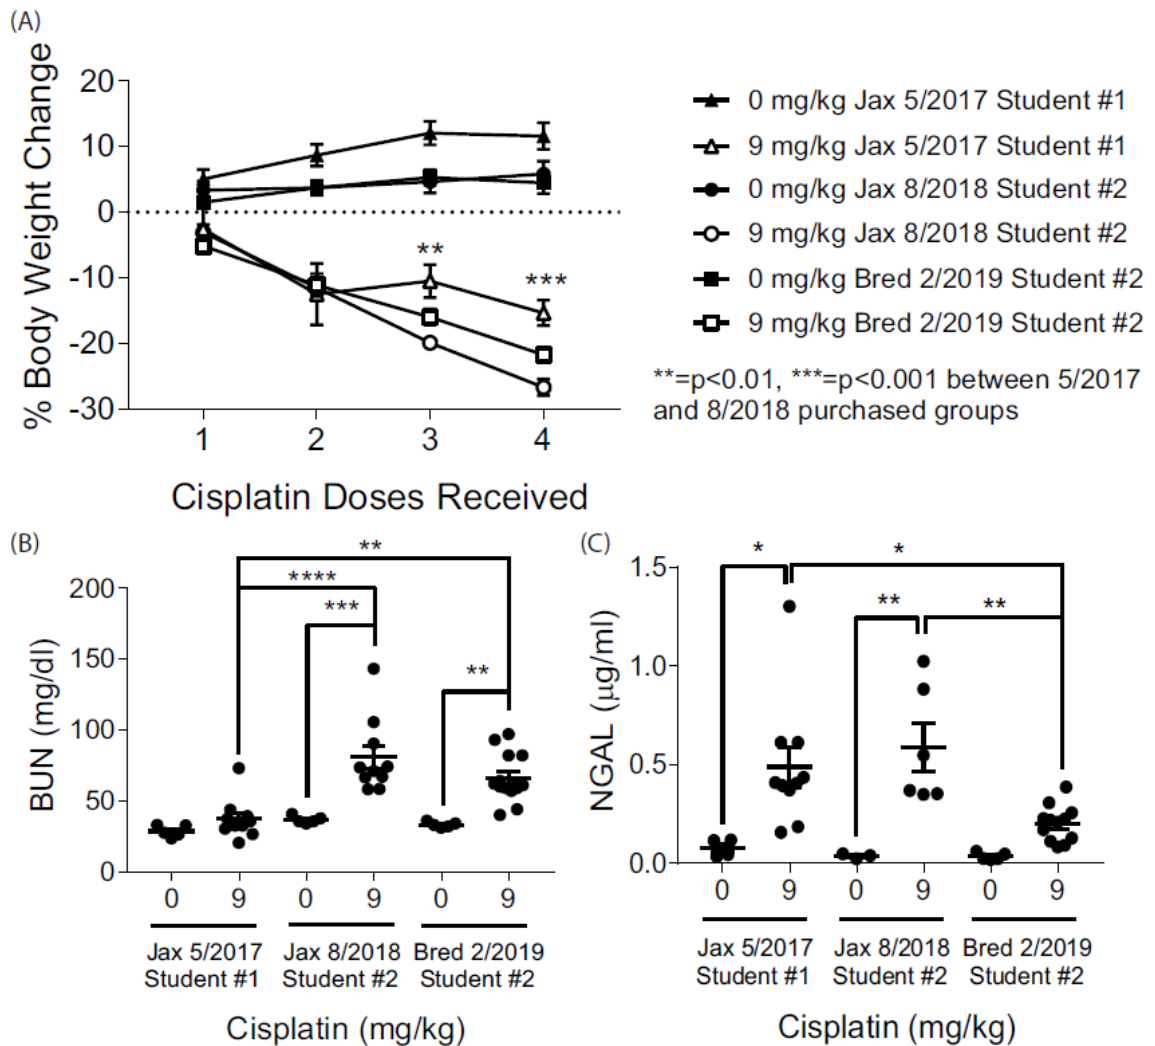 (A)
% Body Weight Change
20
10
0
-10
-20
-30
**
***
1 2 3 4
Cisplatin Doses Received
0 mg/kg Jax 5/2017 Student #1
9 mg/kg Jax 5/2017 Student #1
0 mg/kg Jax 8/2018 Student #2
9 mg/kg Jax 8/2018 Student #2
0 mg/kg Bred 2/2019 Student #2
9 mg/kg Bred 2/2019 Student #2
**=p<0.01, ***=p<0.001 between 5/2017
and 8/2018 purchased groups
(B)
BUN (mg/dl)
200
150
100
50
0
**
****
***
**
0 9 0 9 0 9
Jax 5/2017 Jax 8/2018 Bred 2/2019
Student #1 Student #2 Student #2
Cisplatin (mg/kg)
(C)
NGAL (μg/ml)
1.5
1.0
0.5
0.0
*
*
**
**
0 9 0 9 0 9
Jax 5/2017 Jax 8/2018 Bred 2/2019
Student #1 Student #2 Student #2
Cisplatin (mg/kg)